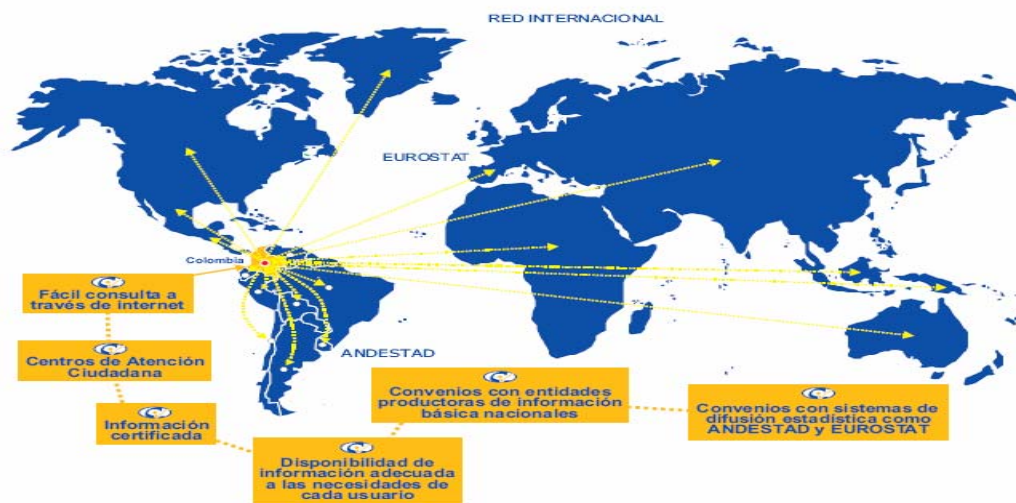 RED INTERNACIONAL
EUROSTAT
Colombia
ANDESTAD
Fácil consulta a
través de internet
Centros de Atención
Ciudadana
Información
certificada
Disponibilidad de
información adecuada
a las necesidades de
cada usuario
Convenios con entidades
productoras de información
básica nacionales
Convenios con sistemas de
difusión estadística como
ANDESTAD y EUROSTAT